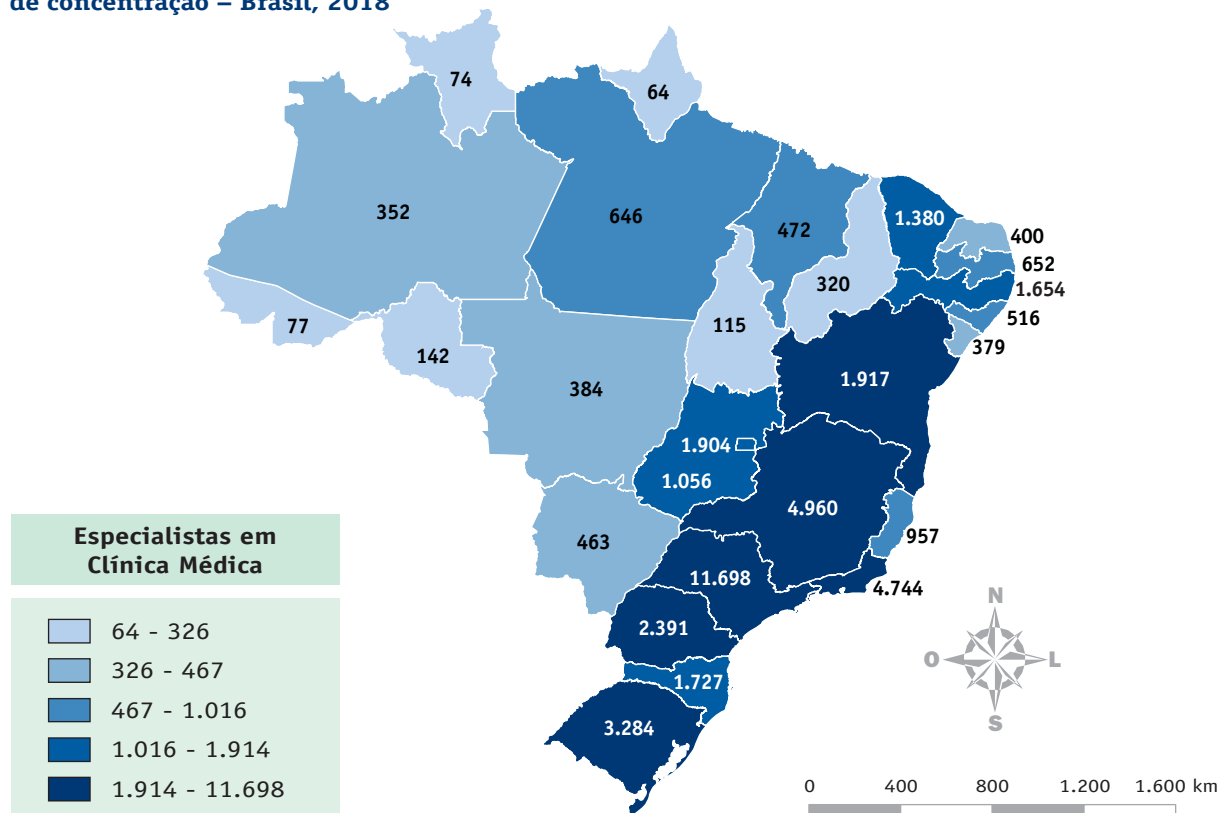 de concentração – Brasil, 2018
74
64
352
646
472
1.380
400
652
1.654
516
379
320
115
77
142
384
1.917
1.904
1.056
4.960
463
957
11.698
4.744
2.391
1.727
3.284
Especialistas em
Clínica Médica
64 - 326
326 - 467
467 - 1.016
1.016 - 1.914
1.914 - 11.698
N
O
L
S
0 400 800 1.200 1.600 km